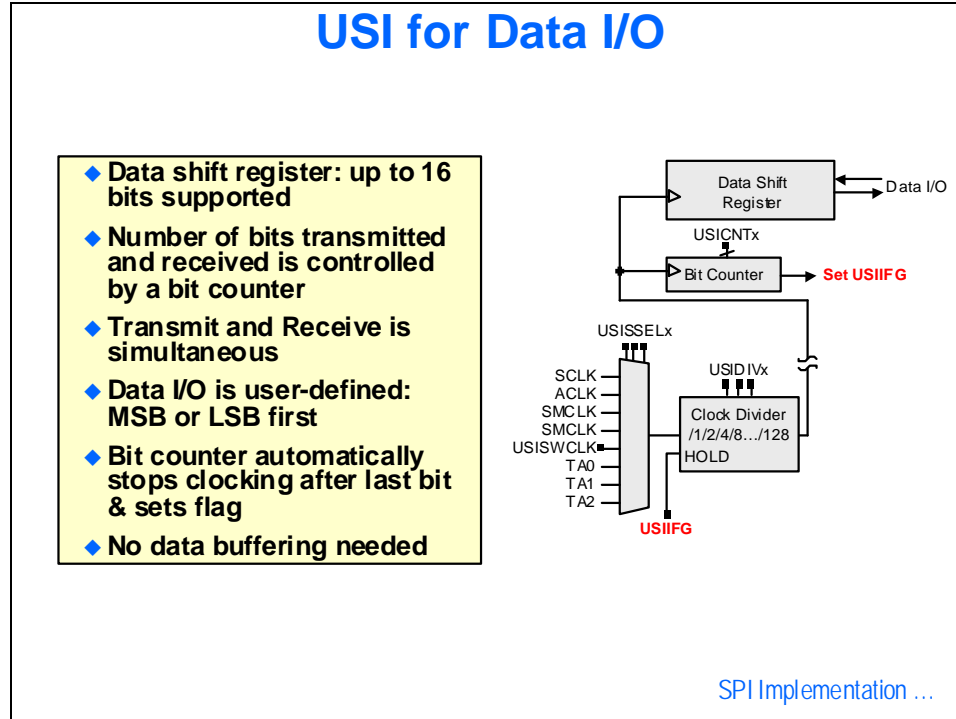 USI for Data I/O
◆ Data shift register: up to 16
bits supported
◆ Number of bits transmitted
and received is controlled
by a bit counter
◆ Transmit and Receive is
simultaneous
◆ Data I/O is user-defined:
MSB or LSB first
◆ Bit counter automatically
stops clocking after last bit
& sets flag
◆ No data buffering needed
Data Shift
Register
Data I/O
USICNTx
Bit Counter
Set USIIFG
USISSELx
SCLK
ACLK
SMCLK
SMCLK
USISWCLK
TA0
TA1
TA2
USIDIVx
Clock Divider
/1/2/4/8…/128
HOLD
USIIFG
SPI Implementation …